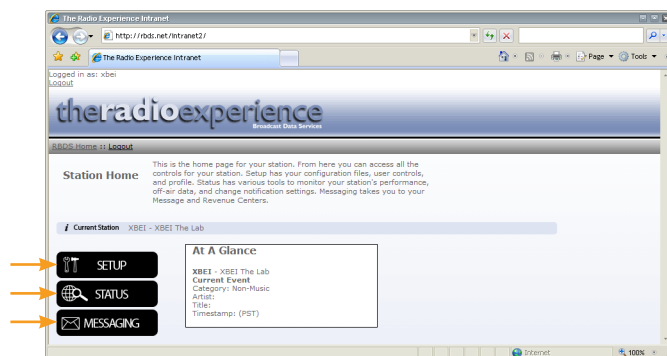 The Radio Experience Intranet
http://rbds.net/Intranet2/
The Radio Experience Intranet
Page
Tools
Logged in as: xbei
Logout
theradioexperience
Broadcast Data Services
RBDS Home :: Logout
Station Home
This is the home page for your station. From here you can access all the
controls for your station. Setup has your configuration files, user controls,
and profile. Status has various tools to monitor your station's performance,
off-air data, and change notification settings. Messaging takes you to your
Message and Revenue Centers.
i Current Station XBEI - XBEI The Lab
SETUP
STATUS
MESSAGING
At A Glance
XBEI - XBEI The Lab
Current Event
Category: Non-Music
Artist:
Title:
Timestamp: (PST)
Internet
100%